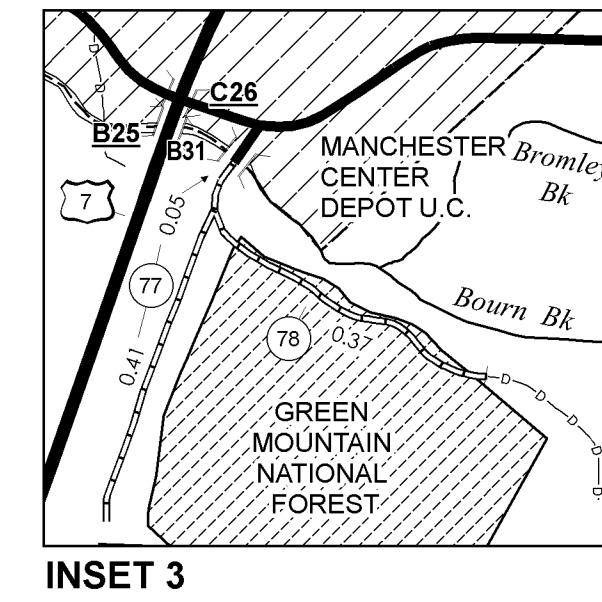 C26
B25
B31
MANCHESTER
CENTER
DEPOT U.C.
Bromley
Bk
7
0.05
77
0.41
78
0.37
Bourn Bk
GREEN
MOUNTAIN
NATIONAL
FOREST
D
D
D
D
D
D
D
D
INSET 3